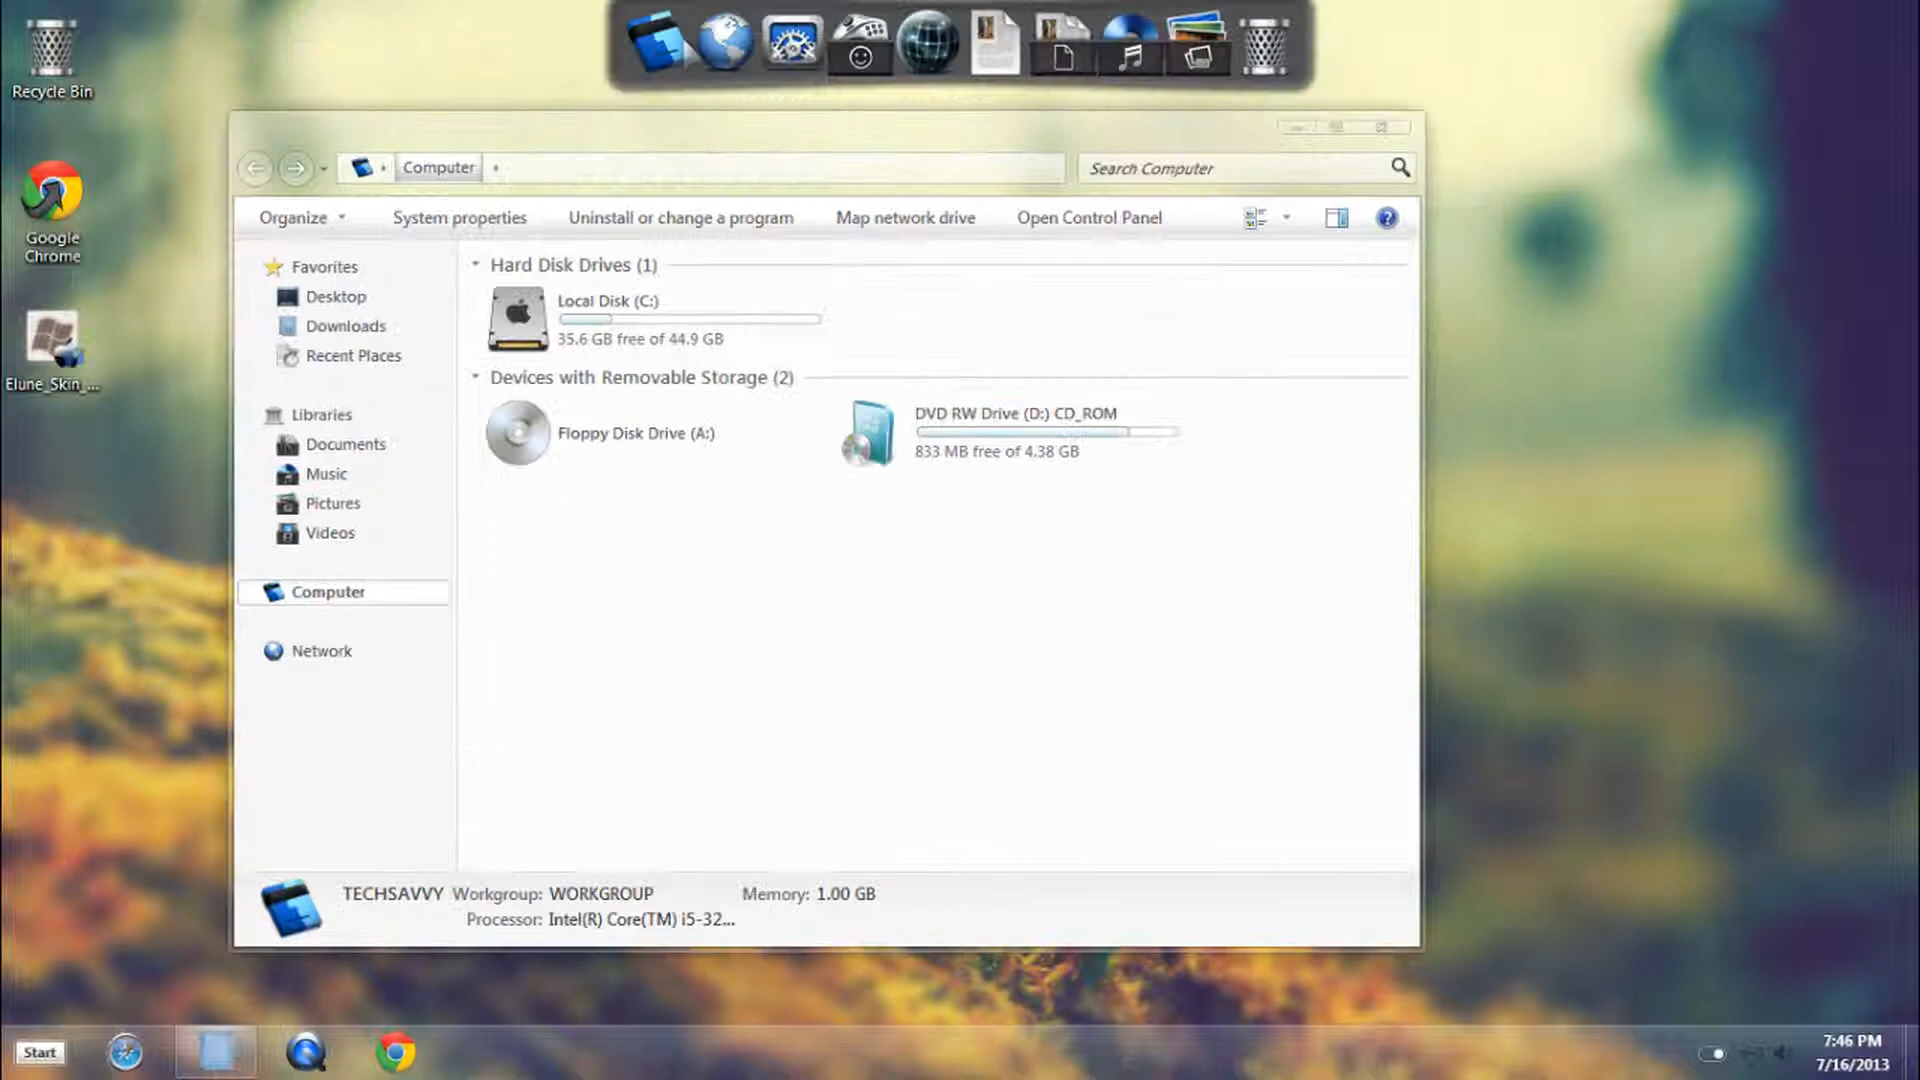 Recycle Bin
Google
Chrome
Elune_Skin_...
Computer
Search Computer
Organize
System properties
Uninstall or change a program
Map network drive
Open Control Panel
Favorites
Desktop
Downloads
Recent Places
Libraries
Documents
Music
Pictures
Videos
Computer
Network
Hard Disk Drives (1)
Local Disk (C:)
35.6 GB free of 44.9 GB
Devices with Removable Storage (2)
Floppy Disk Drive (A:)
DVD RW Drive (D:) CD_ROM
833 MB free of 4.38 GB
TECHSAVVY Workgroup: WORKGROUP Memory: 1.00 GB
Processor: Intel(R) Core(TM) i5-32...
Start
7:46 PM
7/16/2013